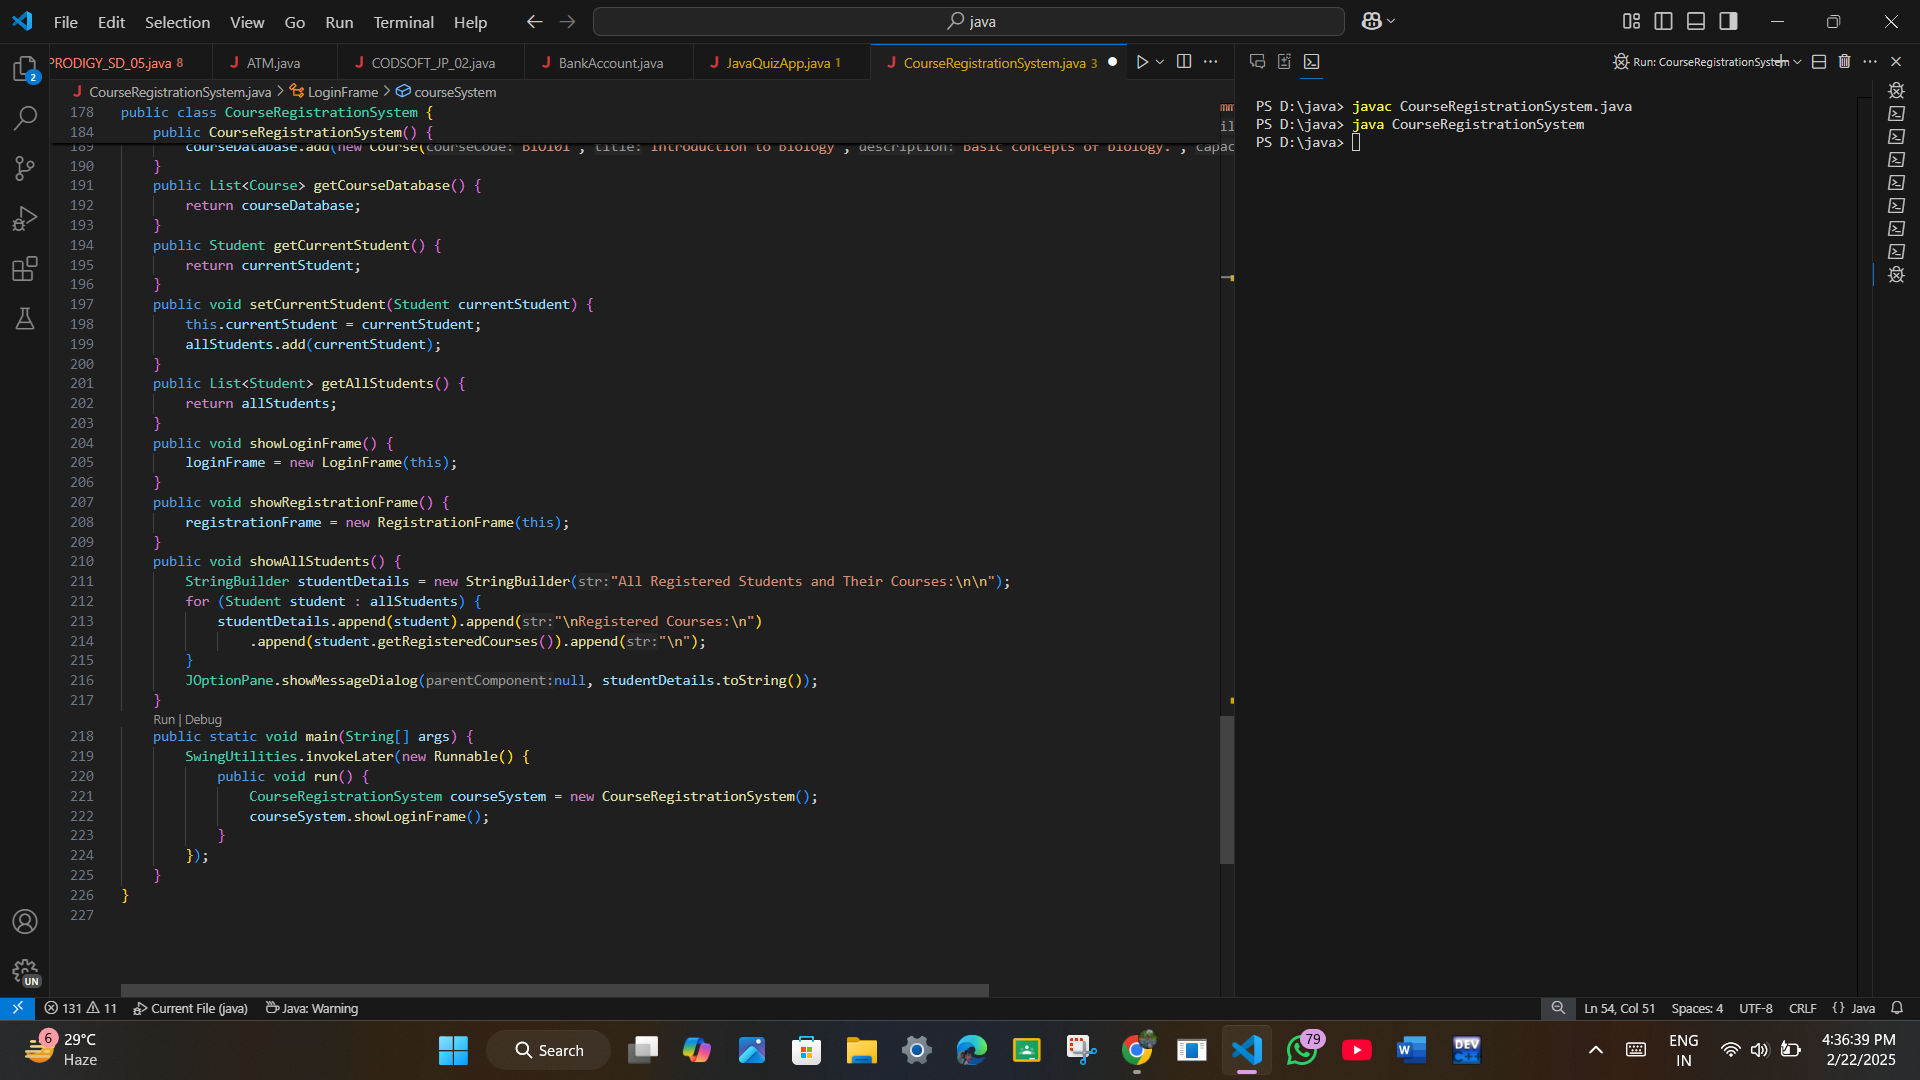 File Edit Selection View Go Run Terminal Help
java
PRODIGY_SD_05.java 8
ATM.java
CODSOFT_JP_02.java
BankAccount.java
JavaQuizApp.java 1
CourseRegistrationSystem.java 3
Run: CourseRegistrationSystem
2
CourseRegistrationSystem.java > LoginFrame > courseSystem
178 public class CourseRegistrationSystem {
184 public CourseRegistrationSystem() {
189 courseDatabase.add(new Course(courseCode: "BIO101", title: "Introduction to Biology", description: "Basic concepts of biology.", capac
190 }
191 public List<Course> getCourseDatabase() {
192 return courseDatabase;
193 }
194 public Student getCurrentStudent() {
195 return currentStudent;
196 }
197 public void setCurrentStudent(Student currentStudent) {
198 this.currentStudent = currentStudent;
199 allStudents.add(currentStudent);
200 }
201 public List<Student> getAllStudents() {
202 return allStudents;
203 }
204 public void showLoginFrame() {
205 loginFrame = new LoginFrame(this);
206 }
207 public void showRegistrationFrame() {
208 registrationFrame = new RegistrationFrame(this);
209 }
210 public void showAllStudents() {
211 StringBuilder studentDetails = new StringBuilder(str:"All Registered Students and Their Courses:\n\n");
212 for (Student student : allStudents) {
213 studentDetails.append(student).append(str:"\nRegistered Courses:\n")
214 .append(student.getRegisteredCourses()).append(str:"\n");
215 }
216 JOptionPane.showMessageDialog(parentComponent:null, studentDetails.toString());
217 }
Run | Debug
218 public static void main(String[] args) {
219 SwingUtilities.invokeLater(new Runnable() {
220 public void run() {
221 CourseRegistrationSystem courseSystem = new CourseRegistrationSystem();
222 courseSystem.showLoginFrame();
223 }
224 });
225 }
226 }
227
PS D:\java> javac CourseRegistrationSystem.java
PS D:\java> java CourseRegistrationSystem
PS D:\java>
UN
131 11 Current File (java) Java: Warning
Ln 54, Col 51 Spaces: 4 UTF-8 CRLF {} Java
6
29°C
Haze
Search
79
W
DEV
C++
ENG
IN
4:36:39 PM
2/22/2025